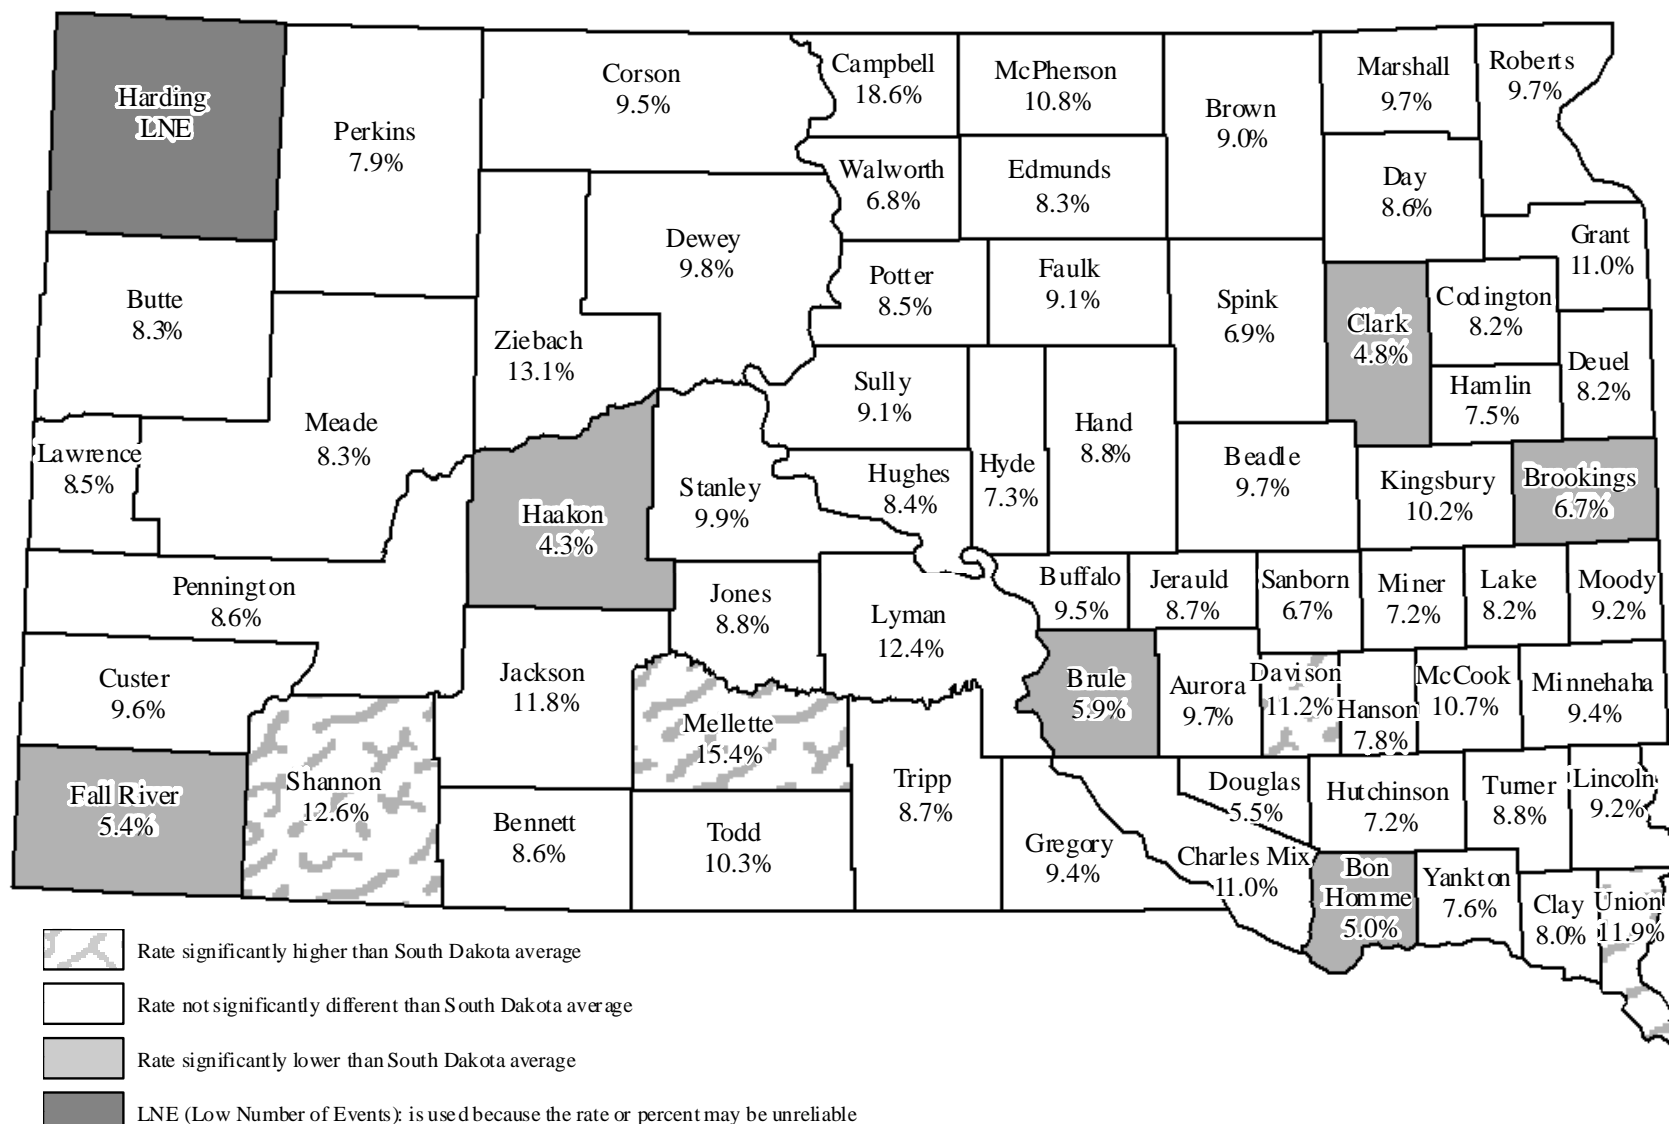 Harding
LNE
Perkins
7.9%
Corson
9.5%
Campbell
18.6%
McPherson
10.8%
Brown
9.0%
Marshall
9.7%
Roberts
9.7%
Walworth
6.8%
Edmunds
8.3%
Day
8.6%
Grant
11.0%
Butte
8.3%
Dewey
9.8%
Ziebach
13.1%
Potter
8.5%
Faulk
9.1%
Spink
6.9%
Clark
4.8%
Codington
8.2%
Deuel
8.2%
Hamlin
7.5%
Lawrence
8.5%
Meade
8.3%
Sully
9.1%
Hand
8.8%
Beadle
9.7%
Haakon
4.3%
Stanley
9.9%
Hughes
8.4%
Hyde
7.3%
Kingsbury
10.2%
Brookings
6.7%
Pennington
8.6%
Jones
8.8%
Lyman
12.4%
Buffalo
9.5%
Jerauld
8.7%
Sanborn
6.7%
Miner
7.2%
Lake
8.2%
Moody
9.2%
Custer
9.6%
Jackson
11.8%
Mellette
15.4%
Brule
5.9%
Aurora
9.7%
Davison
11.2%
Hanson
7.8%
McCook
10.7%
Minnehaha
9.4%
Fall River
5.4%
Shannon
12.6%
Bennett
8.6%
Todd
10.3%
Tripp
8.7%
Gregory
9.4%
Douglas
5.5%
Charles Mix
11.0%
Hutchinson
7.2%
Turner
8.8%
Lincoln
9.2%
Bon
Homme
5.0%
Yankton
7.6%
Clay
8.0%
Union
11.9%
Rate significantly higher than South Dakota average
Rate not significantly different than South Dakota average
Rate significantly lower than South Dakota average
LNE (Low Number of Events): is used because the rate or percent may be unreliable